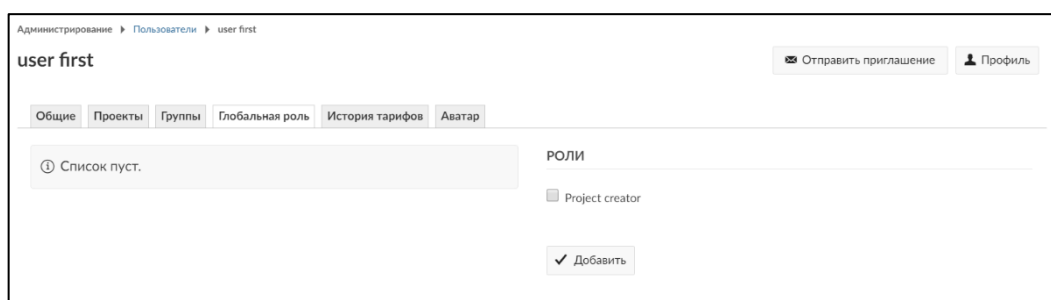 Администрирование Пользователи user first
user first
Отправить приглашение Профиль
Общие Проекты Группы Глобальная роль История тарифов Аватар
Список пуст.
РОЛИ
Project creator
Добавить